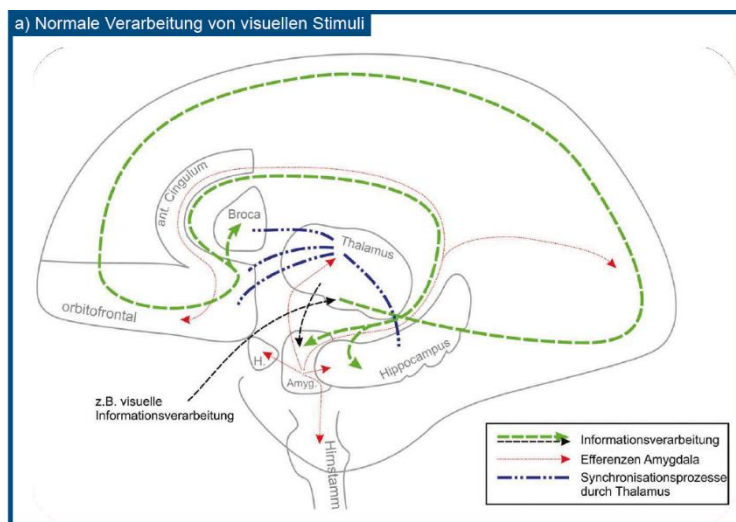 a) Normale Verarbeitung von visuellen Stimuli
ant. Cingulum
Broca
Thalamus
orbitofrontal
H.
Amyg.
Hippocampus
z.B. visuelle
Informationsverarbeitung
Hirnstamm
Informationsverarbeitung
Efferenzen Amygdala
Synchronisationsprozesse
durch Thalamus